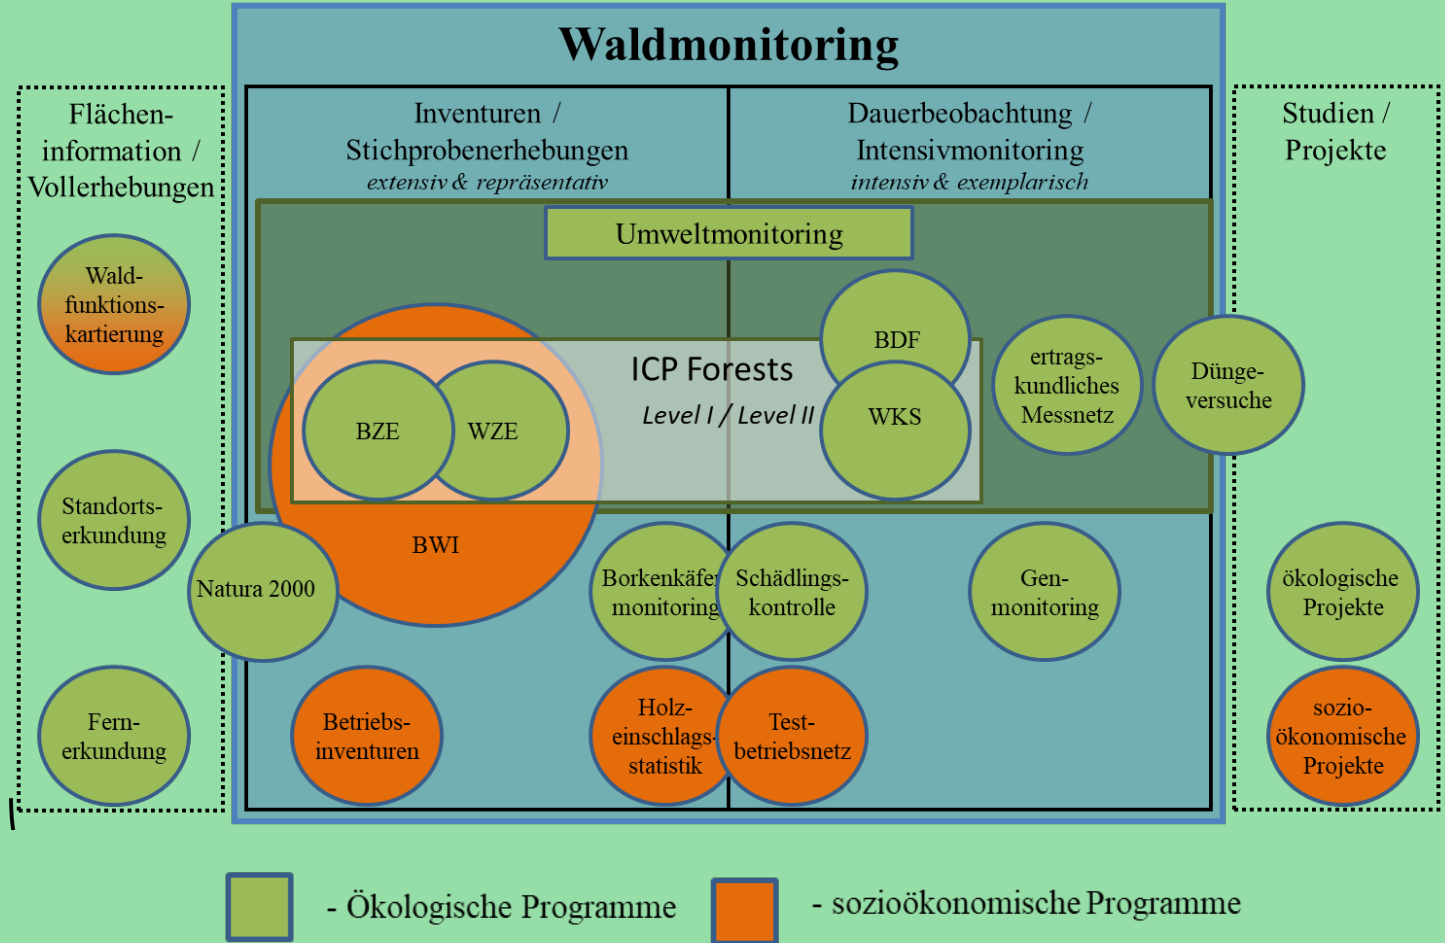 Waldmonitoring
Flächen-
information /
Vollerhebungen
Inventuren /
Stichprobenerhebungen
extensiv & repräsentativ
Dauerbeobachtung /
Intensivmonitoring
intensiv & exemplarisch
Studien /
Projekte
Umweltmonitoring
Wald-
funktions-
kartierung
Standorts-
erkundung
Fern-
erkundung
Natura 2000
BWI
BZE
WZE
ICP Forests
Level I / Level II
BDF
WKS
ertrags-
kundliches
Messnetz
Dünge-
versuche
Borkenkäfer
monitoring
Schädlings-
kontrolle
Gen-
monitoring
Betriebs-
inventuren
Holz-
einschlags-
statistik
Test-
betriebsnetz
ökologische
Projekte
sozio-
ökonomische
Projekte
- Ökologische Programme
- sozioökonomische Programme